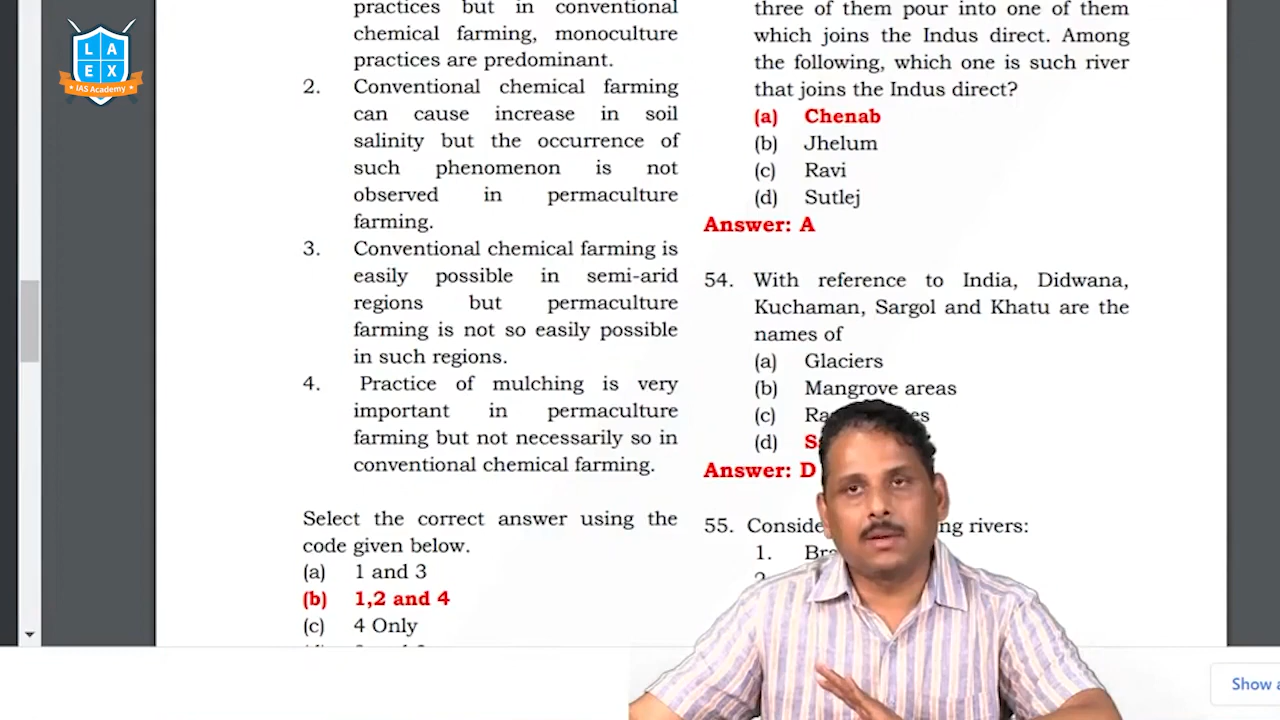 L A
E X
IAS Academy
practices but in conventional
chemical farming, monoculture
practices are predominant.
2. Conventional chemical farming
can cause increase in soil
salinity but the occurrence of
such phenomenon is not
observed in permaculture
farming.
3. Conventional chemical farming is
easily possible in semi-arid
regions but permaculture
farming is not so easily possible
in such regions.
4. Practice of mulching is very
important in permaculture
farming but not necessarily so in
conventional chemical farming.
Select the correct answer using the
code given below.
(a) 1 and 3
(b) 1,2 and 4
(c) 4 Only
three of them pour into one of them
which joins the Indus direct. Among
the following, which one is such river
that joins the Indus direct?
(a) Chenab
(b) Jhelum
(c) Ravi
(d) Sutlej
Answer: A
54. With reference to India, Didwana,
Kuchaman, Sargol and Khatu are the
names of
(a) Glaciers
(b) Mangrove areas
(c)
(d)
Answer: D
55. rivers:
1.
Show